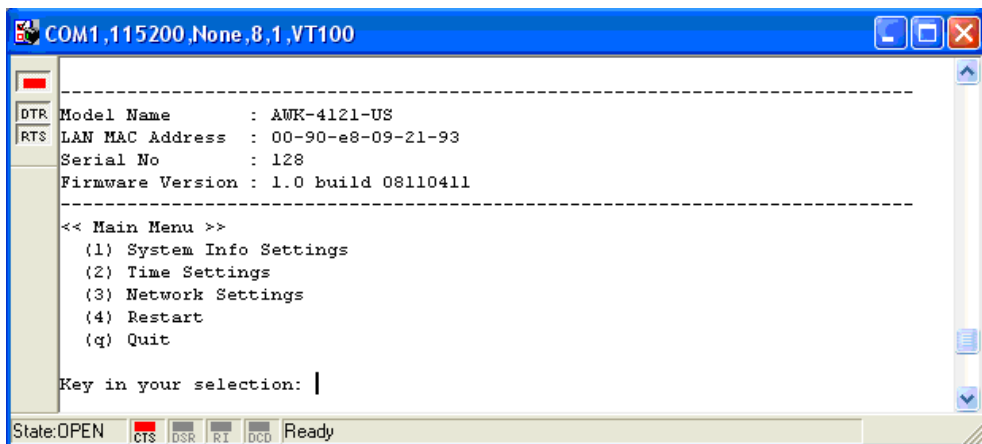 COM1,115200,None,8,1,VT100
--------------------------------------------------------------------------------
DTR
RTS
Model Name       : AWK-4121-US
LAN MAC Address  : 00-90-e8-09-21-93
Serial No        : 128
Firmware Version : 1.0 build 08110411
--------------------------------------------------------------------------------
<< Main Menu >>
(1) System Info Settings
(2) Time Settings
(3) Network Settings
(4) Restart
(q) Quit
Key in your selection:
State:OPEN CTS DSR RI DCD Ready